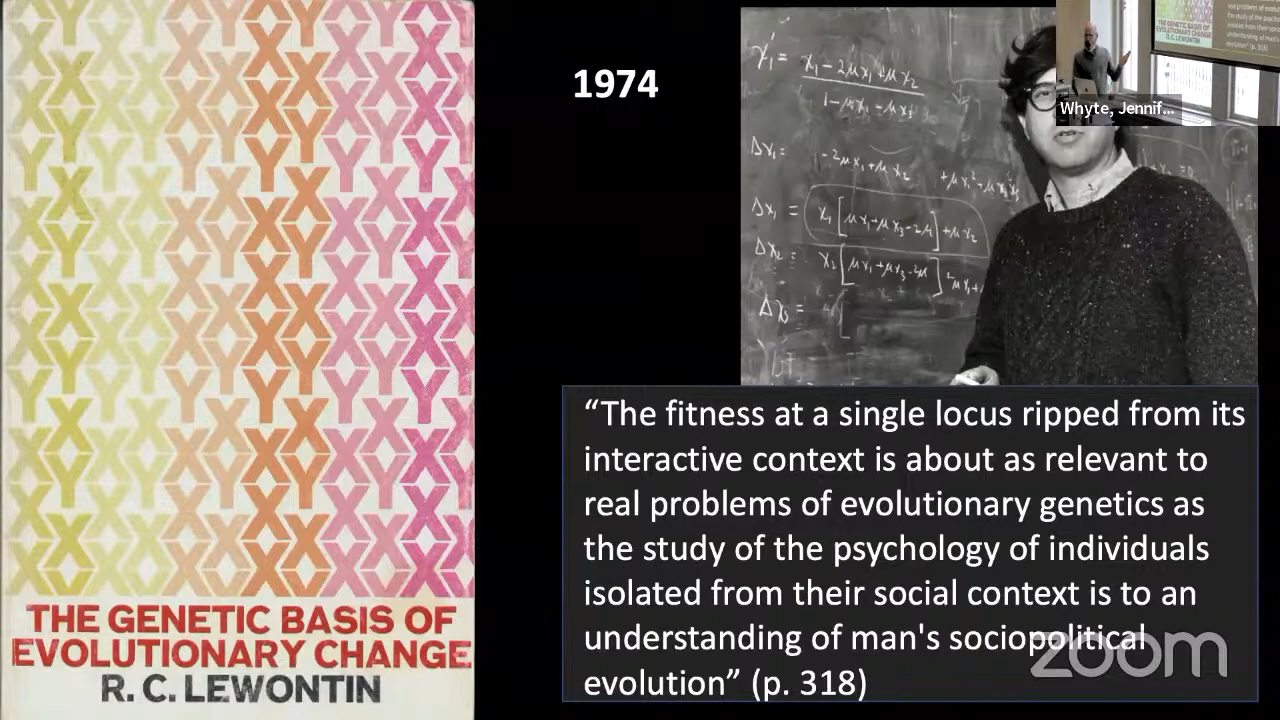 THE GENETIC BASIS OF
EVOLUTIONARY CHANGE
R. C. LEWONTIN
1974
Whyte, Jennif...
“The fitness at a single locus ripped from its
interactive context is about as relevant to
real problems of evolutionary genetics as
the study of the psychology of individuals
isolated from their social context is to an
understanding of man's sociopolitical
evolution” (p. 318)
zoom